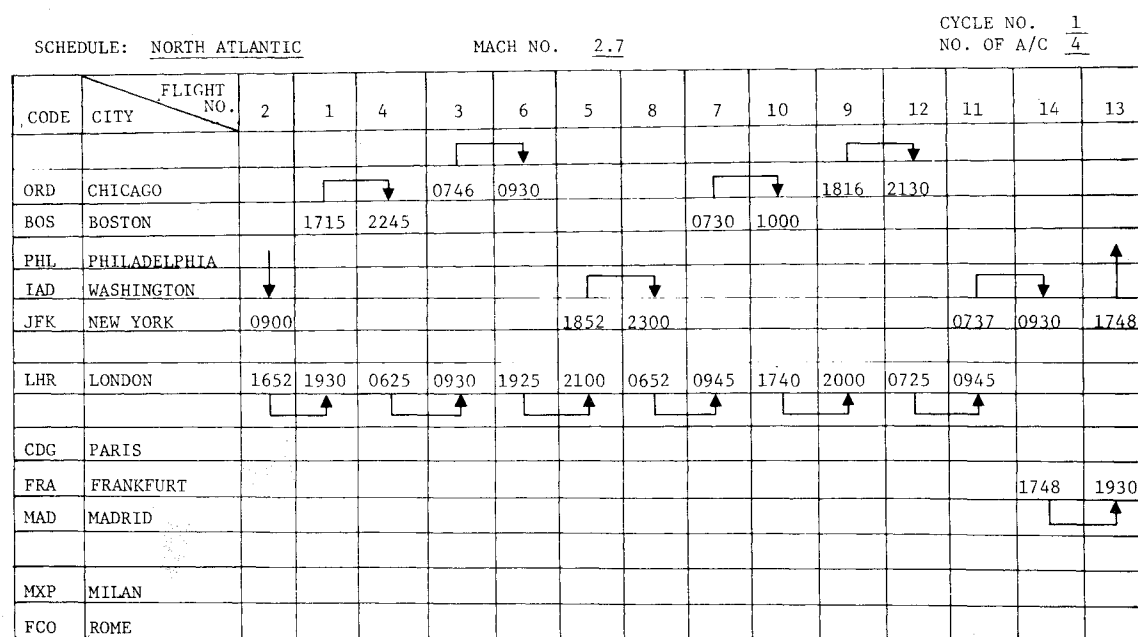 CYCLE NO. 1
SCHEDULE: NORTH ATLANTIC MACH NO. 2.7 NO. OF A/C 4
FLIGHT
NO.
CODE CITY 2 1 4 3 6 5 8 7 10 9 12 11 14 13
ORD CHICAGO 0746 0930 1816 2130
BOS BOSTON 1715 2245 0730 1000
PHL PHILADELPHIA
IAD WASHINGTON
JFK NEW YORK 0900 1852 2300 0737 0930 1748
LHR LONDON 1652 1930 0625 0930 1925 2100 0652 0945 1740 2000 0725 0945
CDG PARIS
FRA FRANKFURT 1748 1930
MAD MADRID
MXP MILAN
FCO ROME